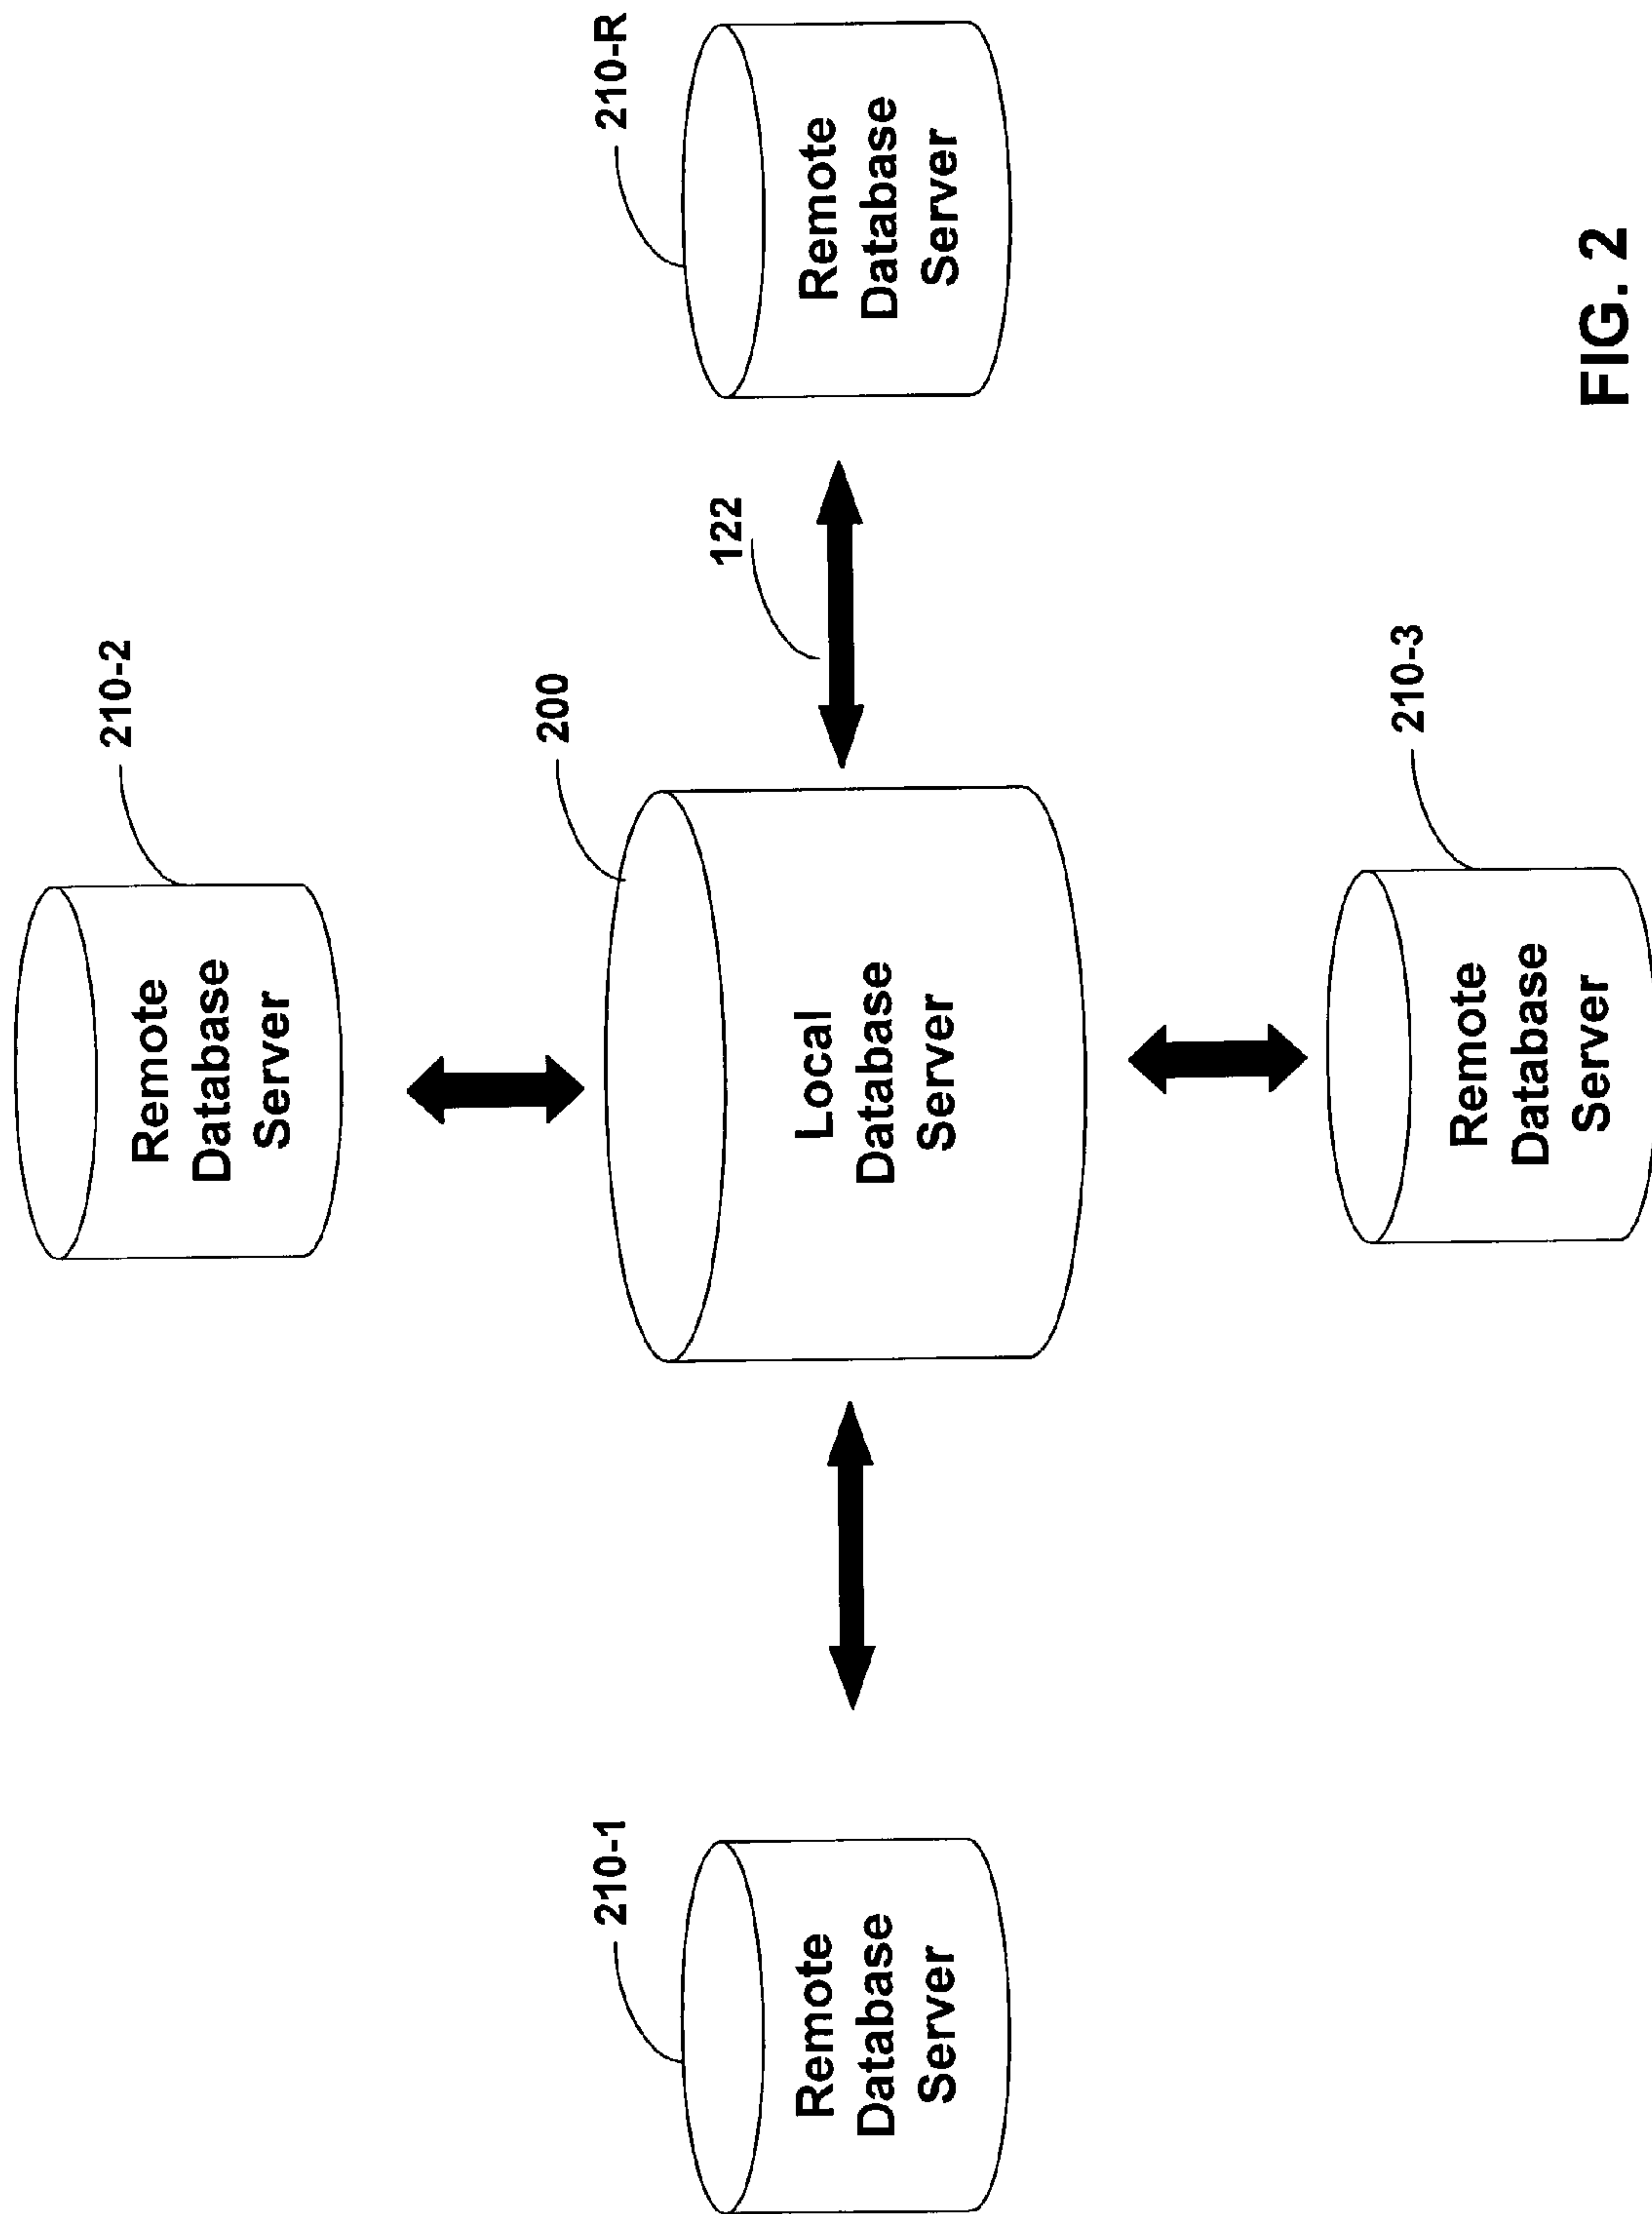 210-2
Remote
Database
Server
210-1
Remote
Database
Server
200
Local
Database
Server
122
210-R
Remote
Database
Server
210-3
Remote
Database
Server
FIG. 2